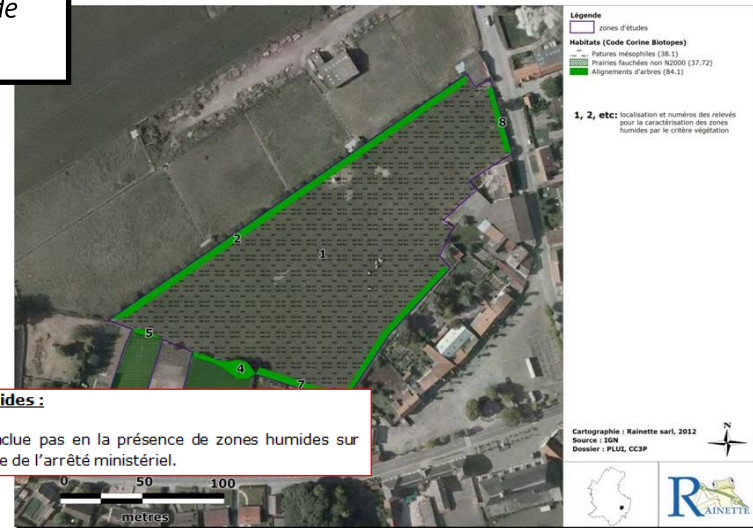 de
Légende
zones d'études
Habitats (Code Corine Biotopes)
Patures mésophiles (38.1)
Prairies fauchées non N2000 (37.72)
Alignements d'arbres (84.1)
1, 2, etc: localisation et numéros des relevés
pour la caractérisation des zones
humides par le critère végétation
8
2
1
5
4
7
ides :
nclue pas en la présence de zones humides sur
e de l'arrêté ministériel.
0 50 100
metres
Cartographie : Rainette sarl, 2012
Source : IGN
Dossier : PLUI, CC3P
N
RAINETTE